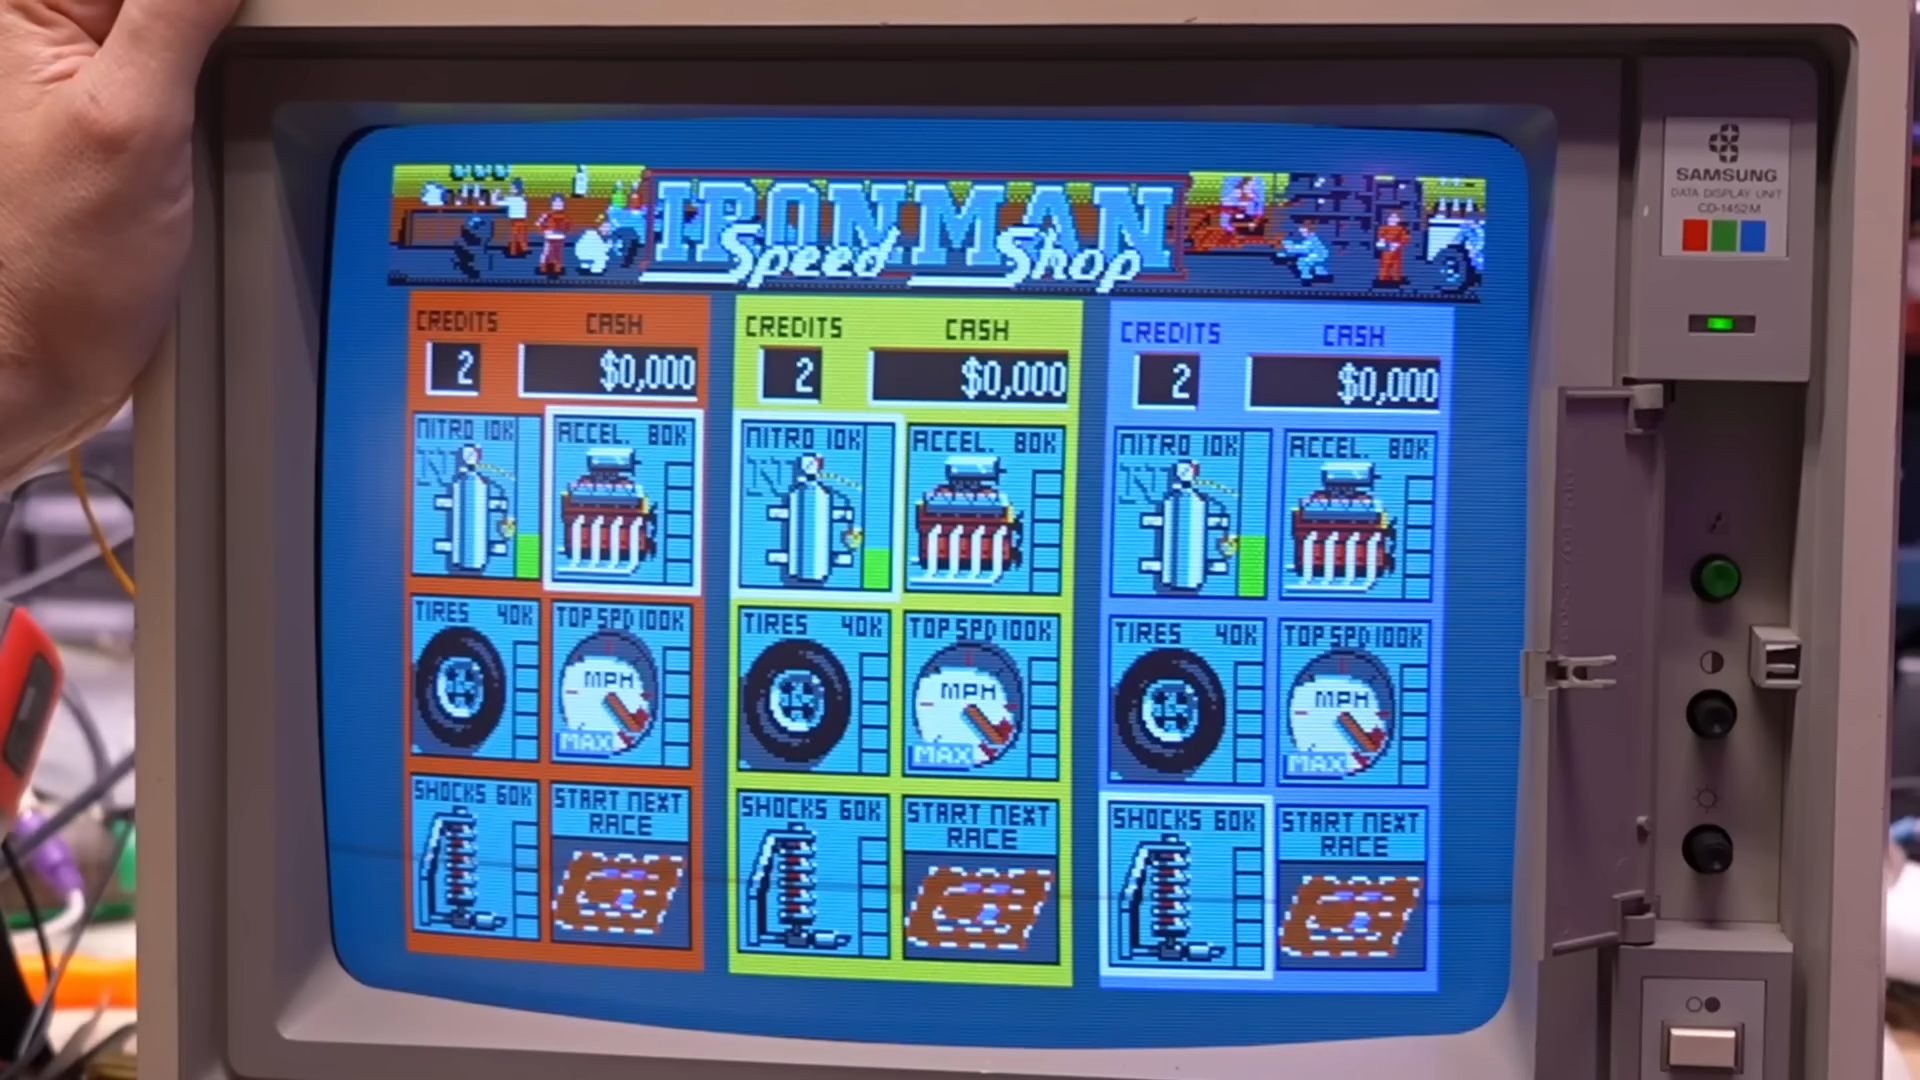 IRONMAN
Speed Shop
CREDITS CASH
2 $0,000
NITRO 10K ACCEL. 80K
N
TIRES 40K TOP SPD 100K
MPH
MAX
SHOCKS 60K START NEXT
RACE
CREDITS CASH
2 $0,000
NITRO 10K ACCEL. 80K
N
TIRES 40K TOP SPD 100K
MPH
MAX
SHOCKS 60K START NEXT
RACE
CREDITS CASH
2 $0,000
NITRO 10K ACCEL. 80K
N
TIRES 40K TOP SPD 100K
MPH
MAX
SHOCKS 60K START NEXT
RACE
SAMSUNG
DATA DISPLAY UNIT
CD-1452M